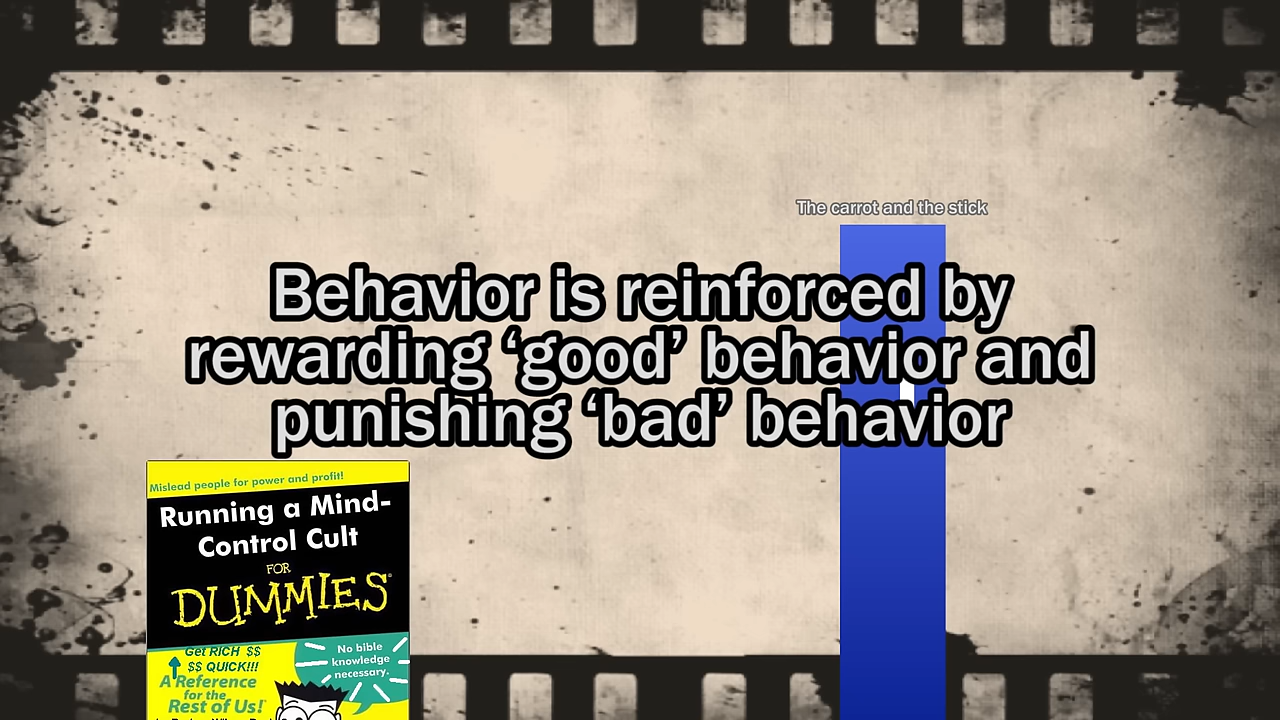 The carrot and the stick
Behavior is reinforced by
rewarding ‘good’ behavior and
punishing ‘bad’ behavior
Mislead people for power and profit!
Running a Mind-
Control Cult
FOR
DUMMIES
Get RICH $$
$$ QUICK!!!
A Reference
for the
Rest of Us!
No bible
knowledge
necessary.